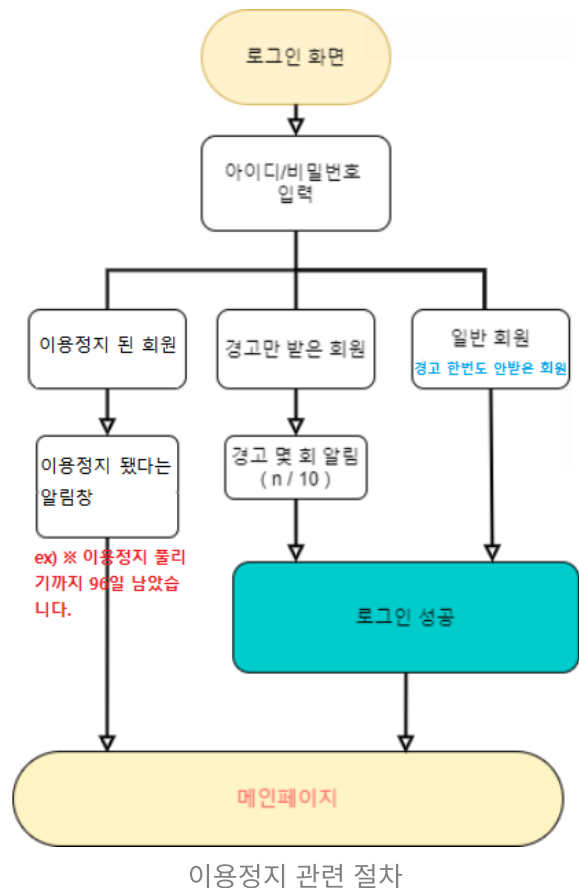 로그인 화면
아이디/비밀번호
입력
이용정지 된 회원
경고만 받은 회원
일반 회원
경고 한번도 안받은 회원
이용정지 됐다는
알림창
경고 몇 회 알림
( n / 10 )
ex) ※ 이용정지 풀리
기까지 96일 남았습
니다.
로그인 성공
메인페이지
이용정지 관련 절차